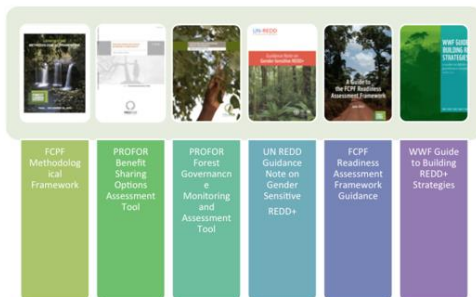 UN-REDD
Guidance Note on
Gender Sensitive REDD+
A Guide to
the FCPF Readiness
Assessment Framework
WWF GUIDE
BUILDING R
STRATEGIES
FCPF
Methodolog
ical
Framework
PROFOR
Benefit
Sharing
Options
Assessment
Tool
PROFOR
Forest
Governanc
e
Monitoring
and
Assessment
Tool
UN REDD
Guidance
Note on
Gender
Sensitive
REDD+
FCPF
Readiness
Assessment
Framework
Guidance
WWF Guide
to Building
REDD+
Strategies